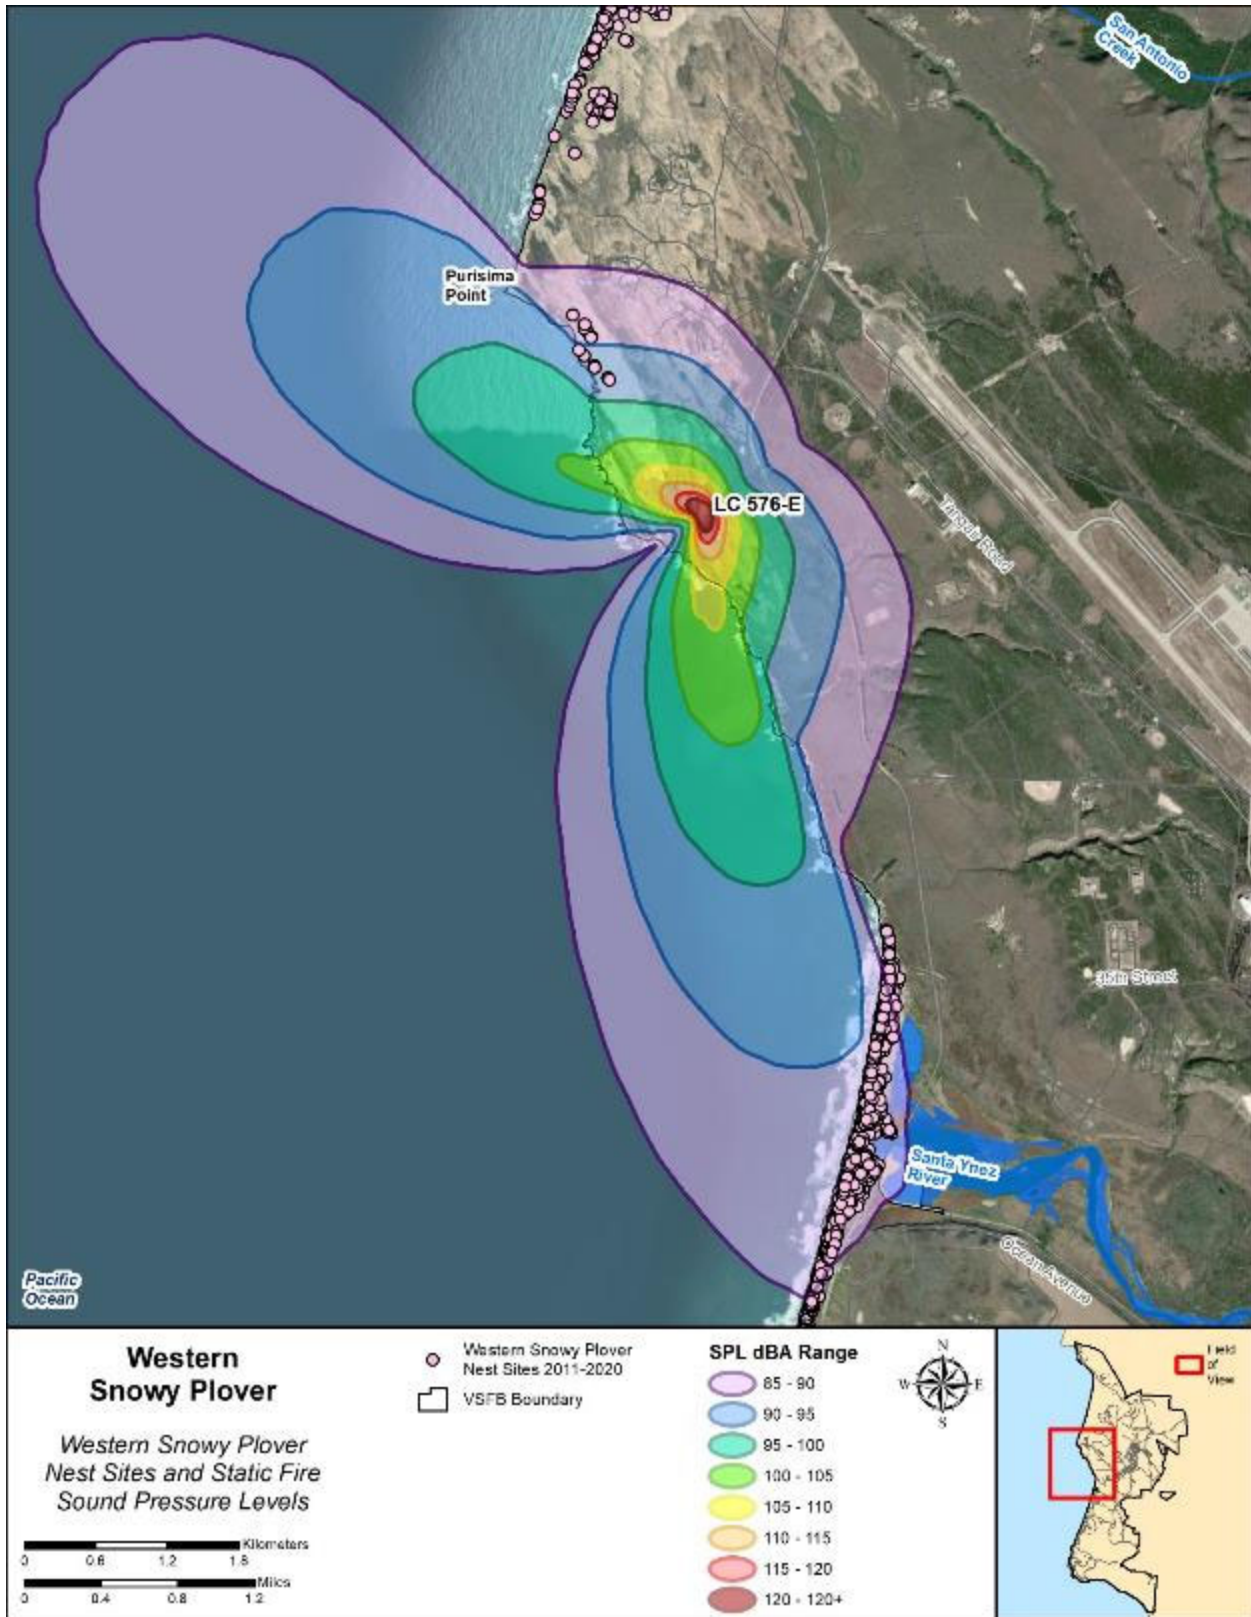 San Antonio
Creek
Purisima
Point
LC 576-E
Tangair Road
35th Street
Santa Ynez
River
Ocean Avenue
Pacific
Ocean
Western
Snowy Plover
Western Snowy Plover
Nest Sites and Static Fire
Sound Pressure Levels
Kilometers
0 0.6 1.2 1.8
Miles
0 0.4 0.8 1.2
Western Snowy Plover
Nest Sites 2011-2020
VSFB Boundary
SPL dBA Range
85 - 90
90 - 95
95 - 100
100 - 105
105 - 110
110 - 115
115 - 120
120 - 120+
N
W E
S
Field
of
View